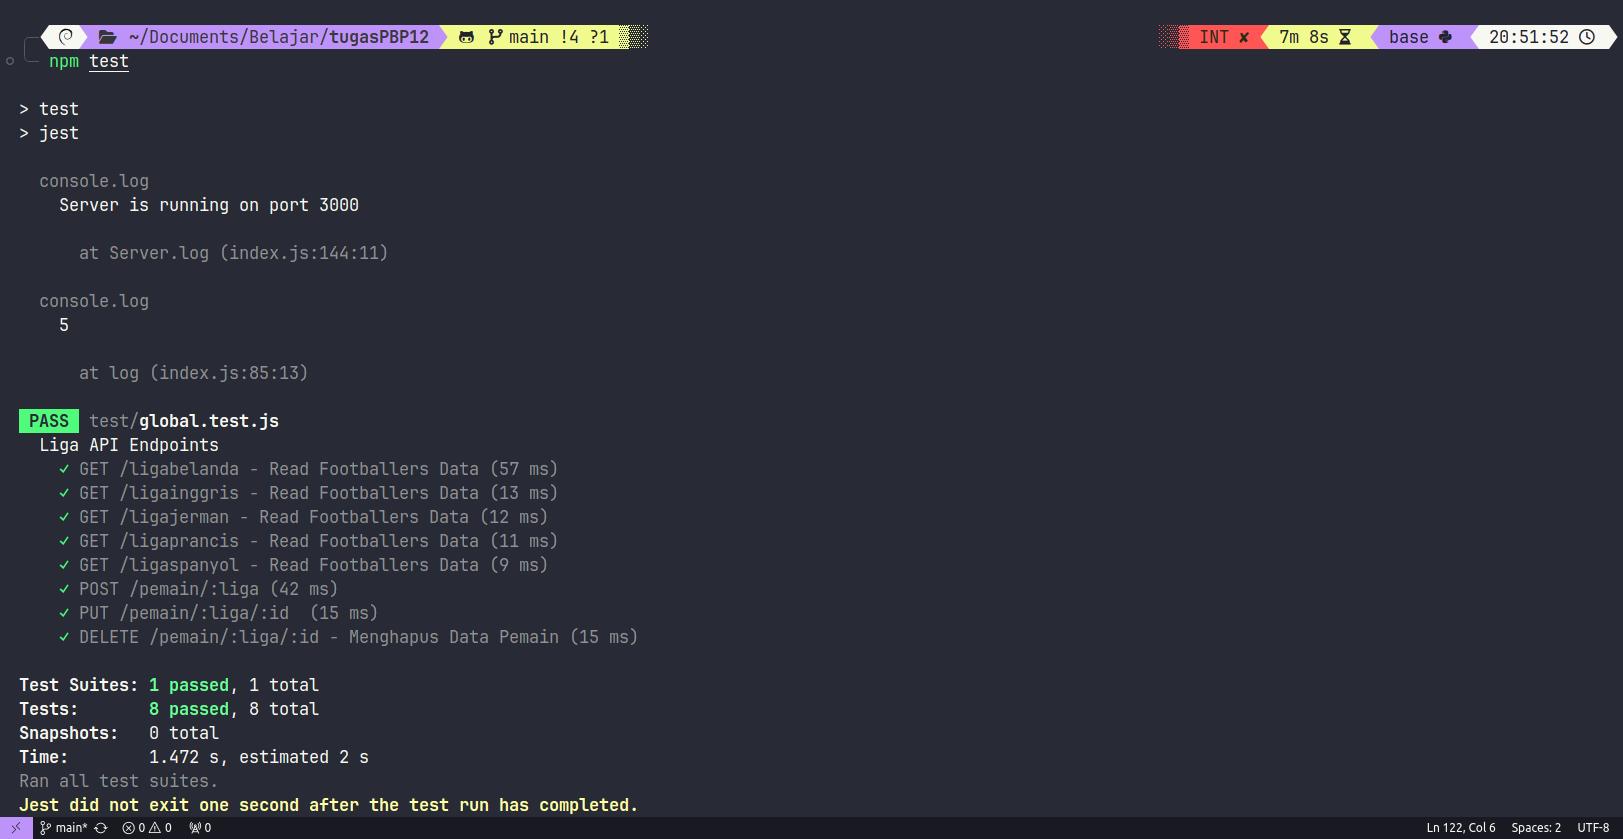 ~/Documents/Belajar/tugasPBP12 main !4 ?1 INT ✘ 7m 8s base 20:51:52
npm test
> test
> jest
console.log
Server is running on port 3000
at Server.log (index.js:144:11)
console.log
5
at log (index.js:85:13)
PASS test/global.test.js
Liga API Endpoints
✓ GET /ligabelanda - Read Footballers Data (57 ms)
✓ GET /ligainggris - Read Footballers Data (13 ms)
✓ GET /ligajerman - Read Footballers Data (12 ms)
✓ GET /ligaprancis - Read Footballers Data (11 ms)
✓ GET /ligaspanyol - Read Footballers Data (9 ms)
✓ POST /pemain/:liga (42 ms)
✓ PUT /pemain/:liga/:id  (15 ms)
✓ DELETE /pemain/:liga/:id - Menghapus Data Pemain (15 ms)
Test Suites: 1 passed, 1 total
Tests: 8 passed, 8 total
Snapshots: 0 total
Time: 1.472 s, estimated 2 s
Ran all test suites.
Jest did not exit one second after the test run has completed.
main* 0 0 0 Ln 122, Col 6 Spaces: 2 UTF-8